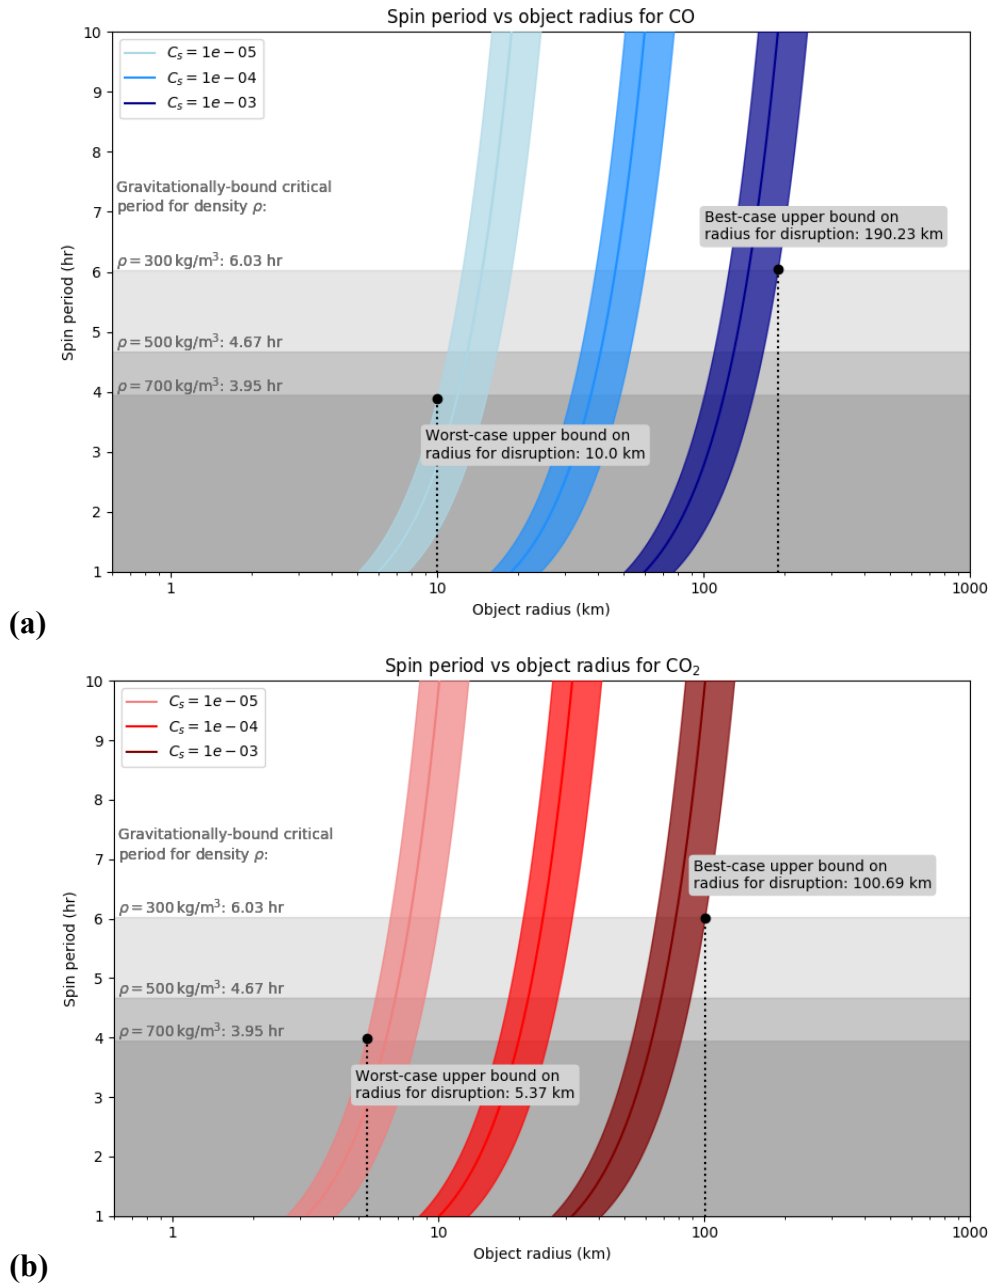 Spin period vs object radius for CO
10
9
8
7
6
5
4
3
2
1
Spin period (hr)
Cₛ = 1e − 05
Cₛ = 1e − 04
Cₛ = 1e − 03
Gravitationally-bound critical
period for density ρ:
Best-case upper bound on
radius for disruption: 190.23 km
ρ = 300 kg/m³: 6.03 hr
ρ = 500 kg/m³: 4.67 hr
ρ = 700 kg/m³: 3.95 hr
Worst-case upper bound on
radius for disruption: 10.0 km
1 10 100 1000
Object radius (km)
(a)
Spin period vs object radius for CO₂
10
9
8
7
6
5
4
3
2
1
Spin period (hr)
Cₛ = 1e − 05
Cₛ = 1e − 04
Cₛ = 1e − 03
Gravitationally-bound critical
period for density ρ:
Best-case upper bound on
radius for disruption: 100.69 km
ρ = 300 kg/m³: 6.03 hr
ρ = 500 kg/m³: 4.67 hr
ρ = 700 kg/m³: 3.95 hr
Worst-case upper bound on
radius for disruption: 5.37 km
1 10 100 1000
Object radius (km)
(b)